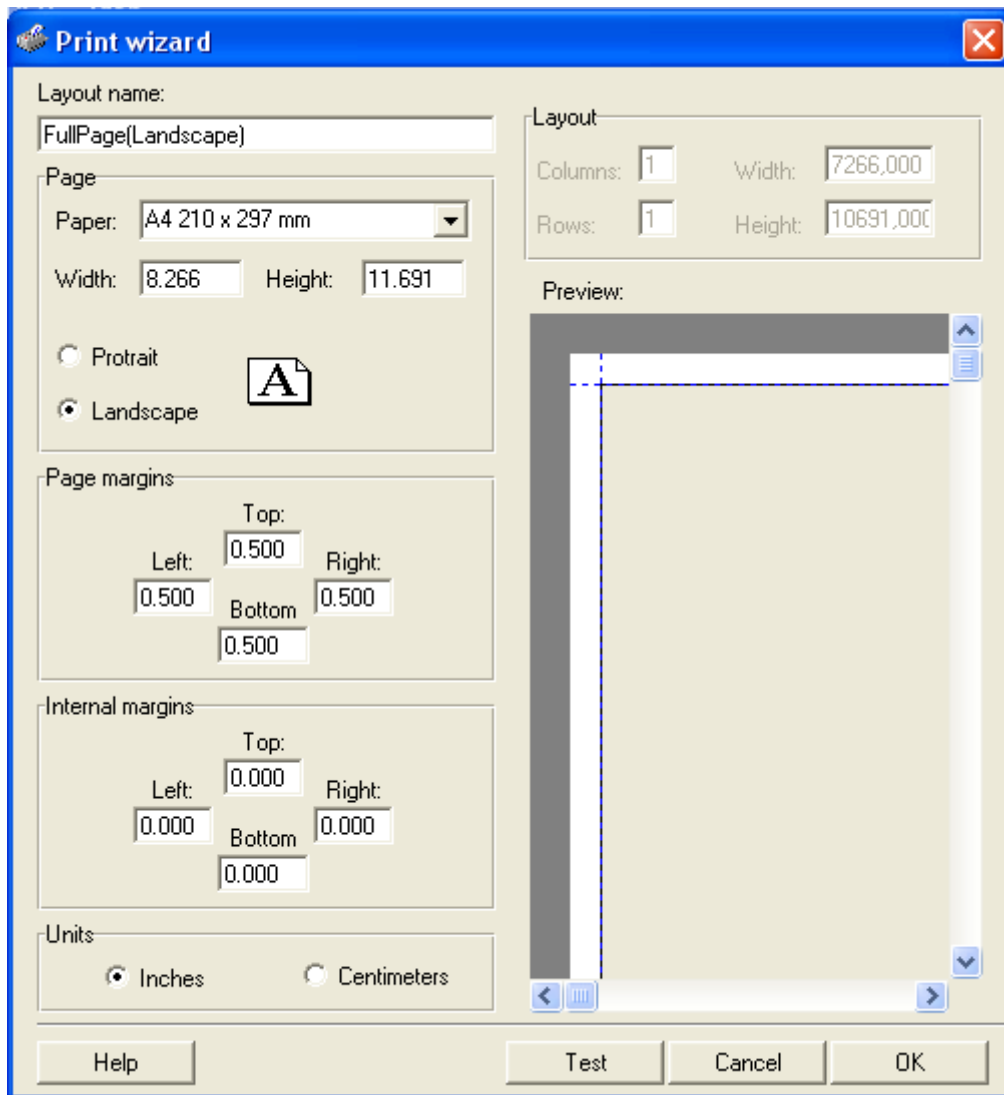 Print wizard
Layout name:
FullPage(Landscape)
Page
Paper: A4 210 x 297 mm
Width: 8.266 Height: 11.691
Protrait
A
Landscape
Page margins
Top:
0.500
Left: Right:
0.500 0.500
Bottom
0.500
Internal margins
Top:
0.000
Left: Right:
0.000 0.000
Bottom
0.000
Units
Inches Centimeters
Layout
Columns: 1 Width: 7266,000
Rows: 1 Height: 10691,000
Preview:
Help Test Cancel OK